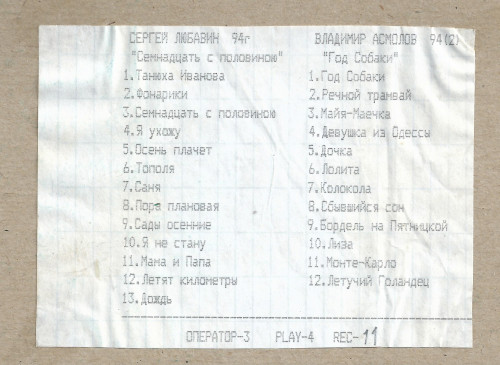 СЕРГЕЙ ЛЮБАВИН 94г
"Семнадцать с половиною"
1.Танюха Иванова
2.Фонарики
3.Семнадцать с половиною
4.Я ухожу
5.Осень плачет
6.Тополя
7.Саня
8.Пора плановая
9.Сады осенние
10.Я не стану
11.Мама и Папа
12.Летят километры
13.Дождь
ВЛАДИМИР АСМОЛОВ 94(2)
"Год Собаки"
1.Год Собаки
2.Речной трамвай
3.Майя-Маечка
4.Девушка из Одессы
5.Дочка
6.Лолита
7.Колокола
8.Сбывшийся сон
9.Бордель на Пятницкой
10.Лиза
11.Монте-Карло
12.Летучий Голандец
ОПЕРАТОР-3 PLAY-4 REC-11